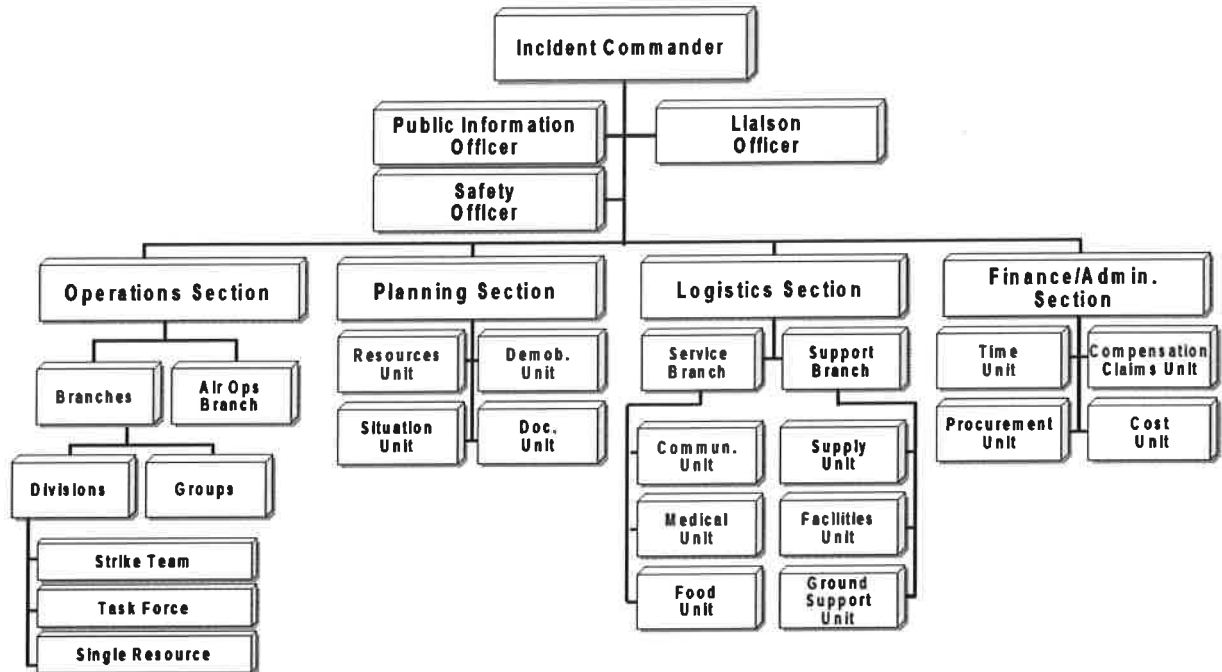 Incident Commander
Public Information
Officer
Liaison
Officer
Safety
Officer
Operations Section
Planning Section
Logistics Section
Finance/Admin.
Section
Branches
Air Ops
Branch
Resources
Unit
Demob.
Unit
Service
Branch
Support
Branch
Time
Unit
Compensation
Claims Unit
Situation
Unit
Doc.
Unit
Procurement
Unit
Cost
Unit
Divisions
Groups
Commun.
Unit
Supply
Unit
Medical
Unit
Facilities
Unit
Food
Unit
Ground
Support
Unit
Strike Team
Task Force
Single Resource